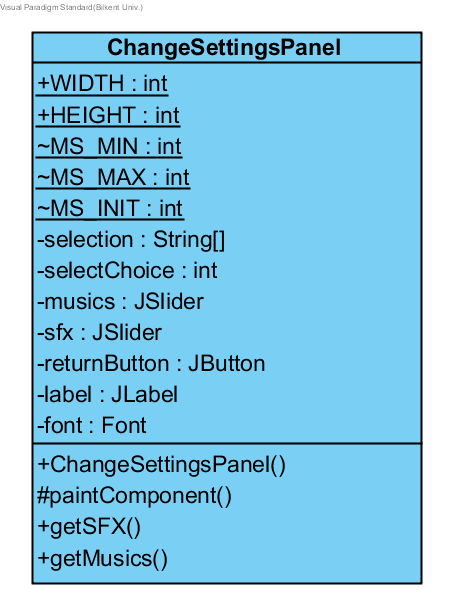 Visual Paradigm Standard(Bilkent Univ.)
ChangeSettingsPanel
+WIDTH : int
+HEIGHT : int
~MS_MIN : int
~MS_MAX : int
~MS_INIT : int
-selection : String[]
-selectChoice : int
-musics : JSlider
-sfx : JSlider
-returnButton : JButton
-label : JLabel
-font : Font
+ChangeSettingsPanel()
#paintComponent()
+getSFX()
+getMusics()